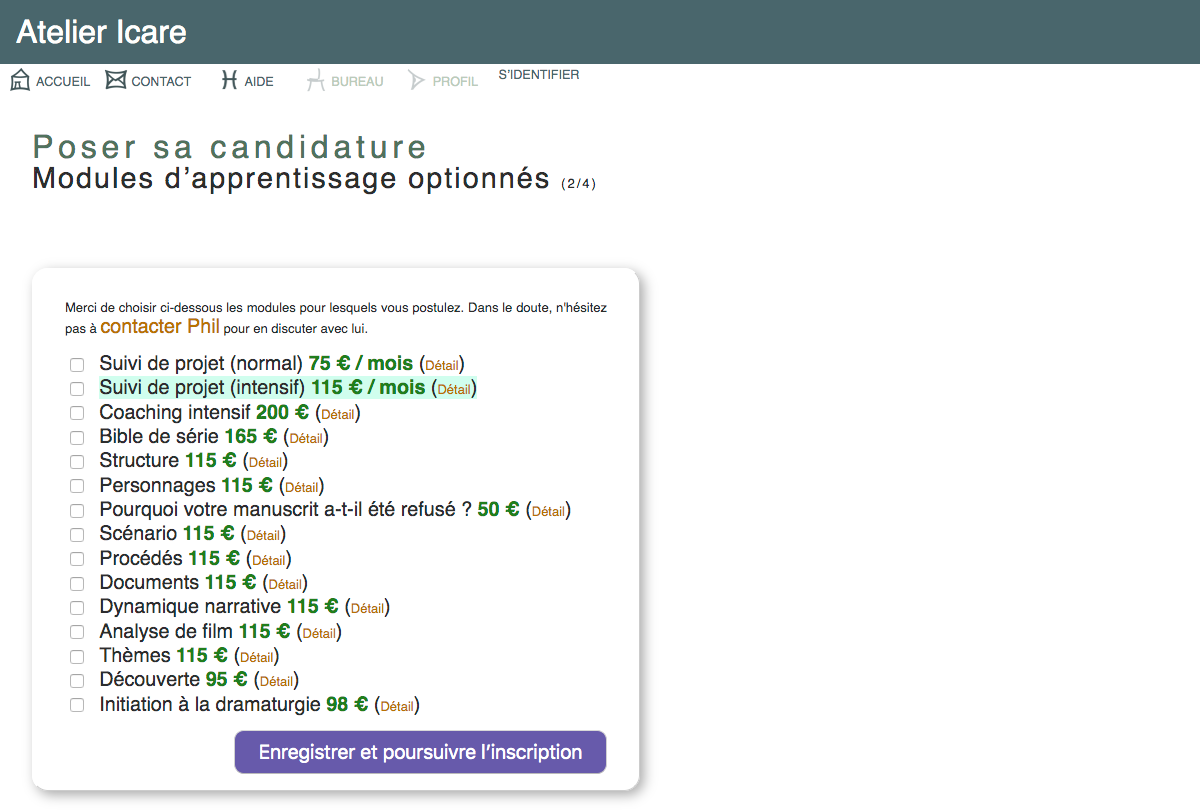 Atelier Icare
ACCUEIL CONTACT AIDE BUREAU PROFIL S'IDENTIFIER
Poser sa candidature
Modules d’apprentissage optionnés (2/4)
Merci de choisir ci-dessous les modules pour lesquels vous postulez. Dans le doute, n'hésitez
pas à contacter Phil pour en discuter avec lui.
Suivi de projet (normal) 75 € / mois (Détail)
Suivi de projet (intensif) 115 € / mois (Détail)
Coaching intensif 200 € (Détail)
Bible de série 165 € (Détail)
Structure 115 € (Détail)
Personnages 115 € (Détail)
Pourquoi votre manuscrit a-t-il été refusé ? 50 € (Détail)
Scénario 115 € (Détail)
Procédés 115 € (Détail)
Documents 115 € (Détail)
Dynamique narrative 115 € (Détail)
Analyse de film 115 € (Détail)
Thèmes 115 € (Détail)
Découverte 95 € (Détail)
Initiation à la dramaturgie 98 € (Détail)
Enregistrer et poursuivre l’inscription